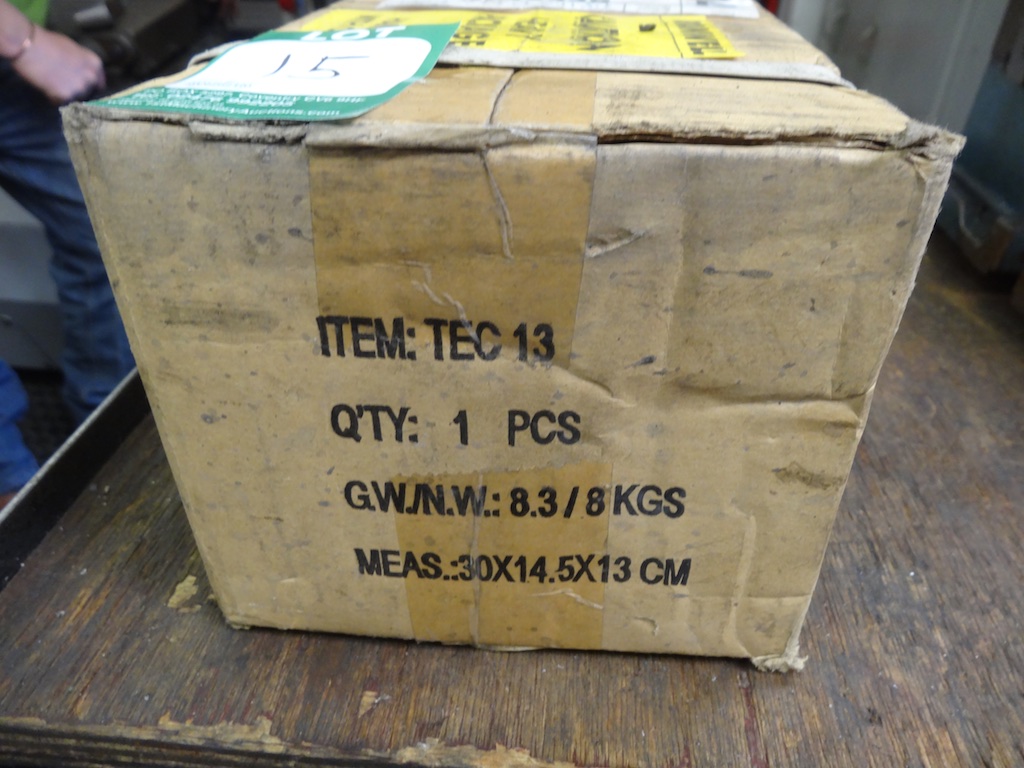 LOT
15
ITEM: TEC 13
Q'TY: 1 PCS
G.W./N.W.: 8.3 / 8 KGS
MEAS.:30X14.5X13 CM